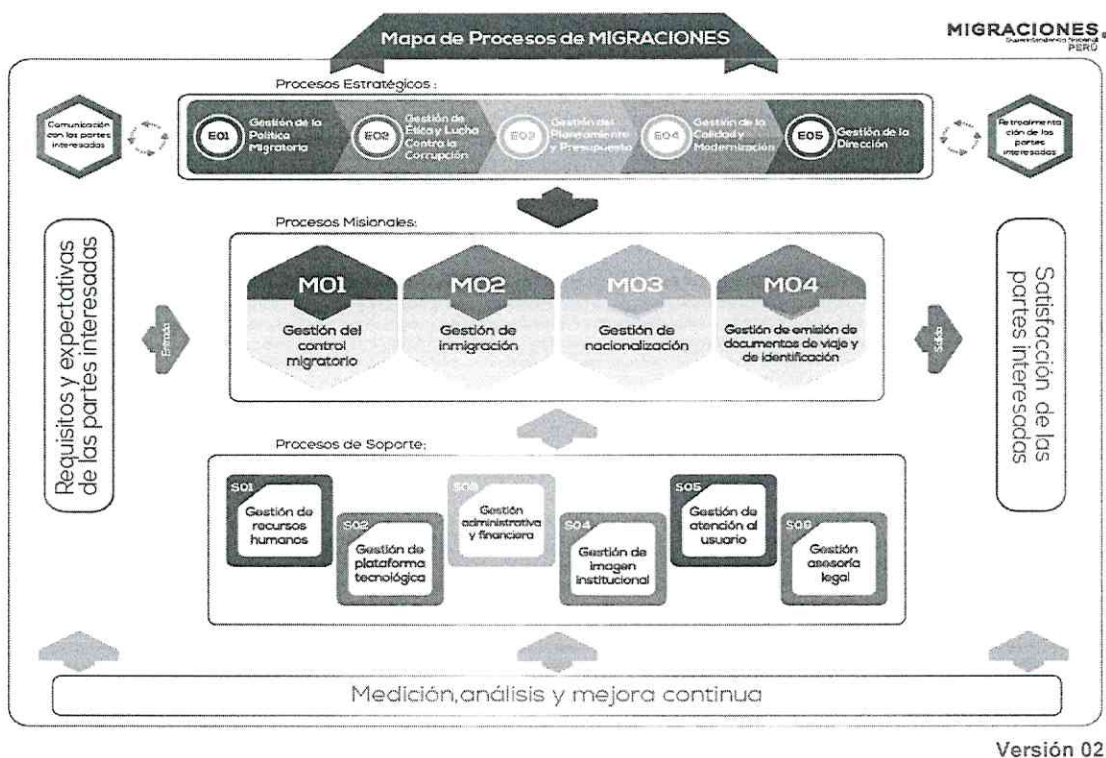 Mapa de Procesos de MIGRACIONES
MIGRACIONES
Superintendencia Nacional
PERÚ
Procesos Estratégicos :
Comunicación
con las partes
interesadas
E01
Gestión de la
Política
Migratoria
E02
Gestión de
Ética y Lucha
Contra la
Corrupción
E03
Gestión del
Planeamiento
y Presupuesto
E04
Gestión de la
Calidad y
Modernización
E05
Gestión de la
Dirección
Retroalimenta
ción de las
partes
interesadas
Requisitos y expectativas
de las partes interesadas
Entrada
Procesos Misionales:
M01
Gestión del
control
migratorio
M02
Gestión de
inmigración
M03
Gestión de
nacionalización
M04
Gestión de emisión de
documentos de viaje y
de identificación
Salida
Satisfacción de las
partes interesadas
Procesos de Soporte:
S01
Gestión de
recursos
humanos
S02
Gestión de
plataforma
tecnológica
S03
Gestión
administrativa
y financiera
S04
Gestión de
imagen
institucional
S05
Gestión de
atención al
usuario
S06
Gestión
asesoría
legal
Medición,análisis y mejora continua
Versión 02